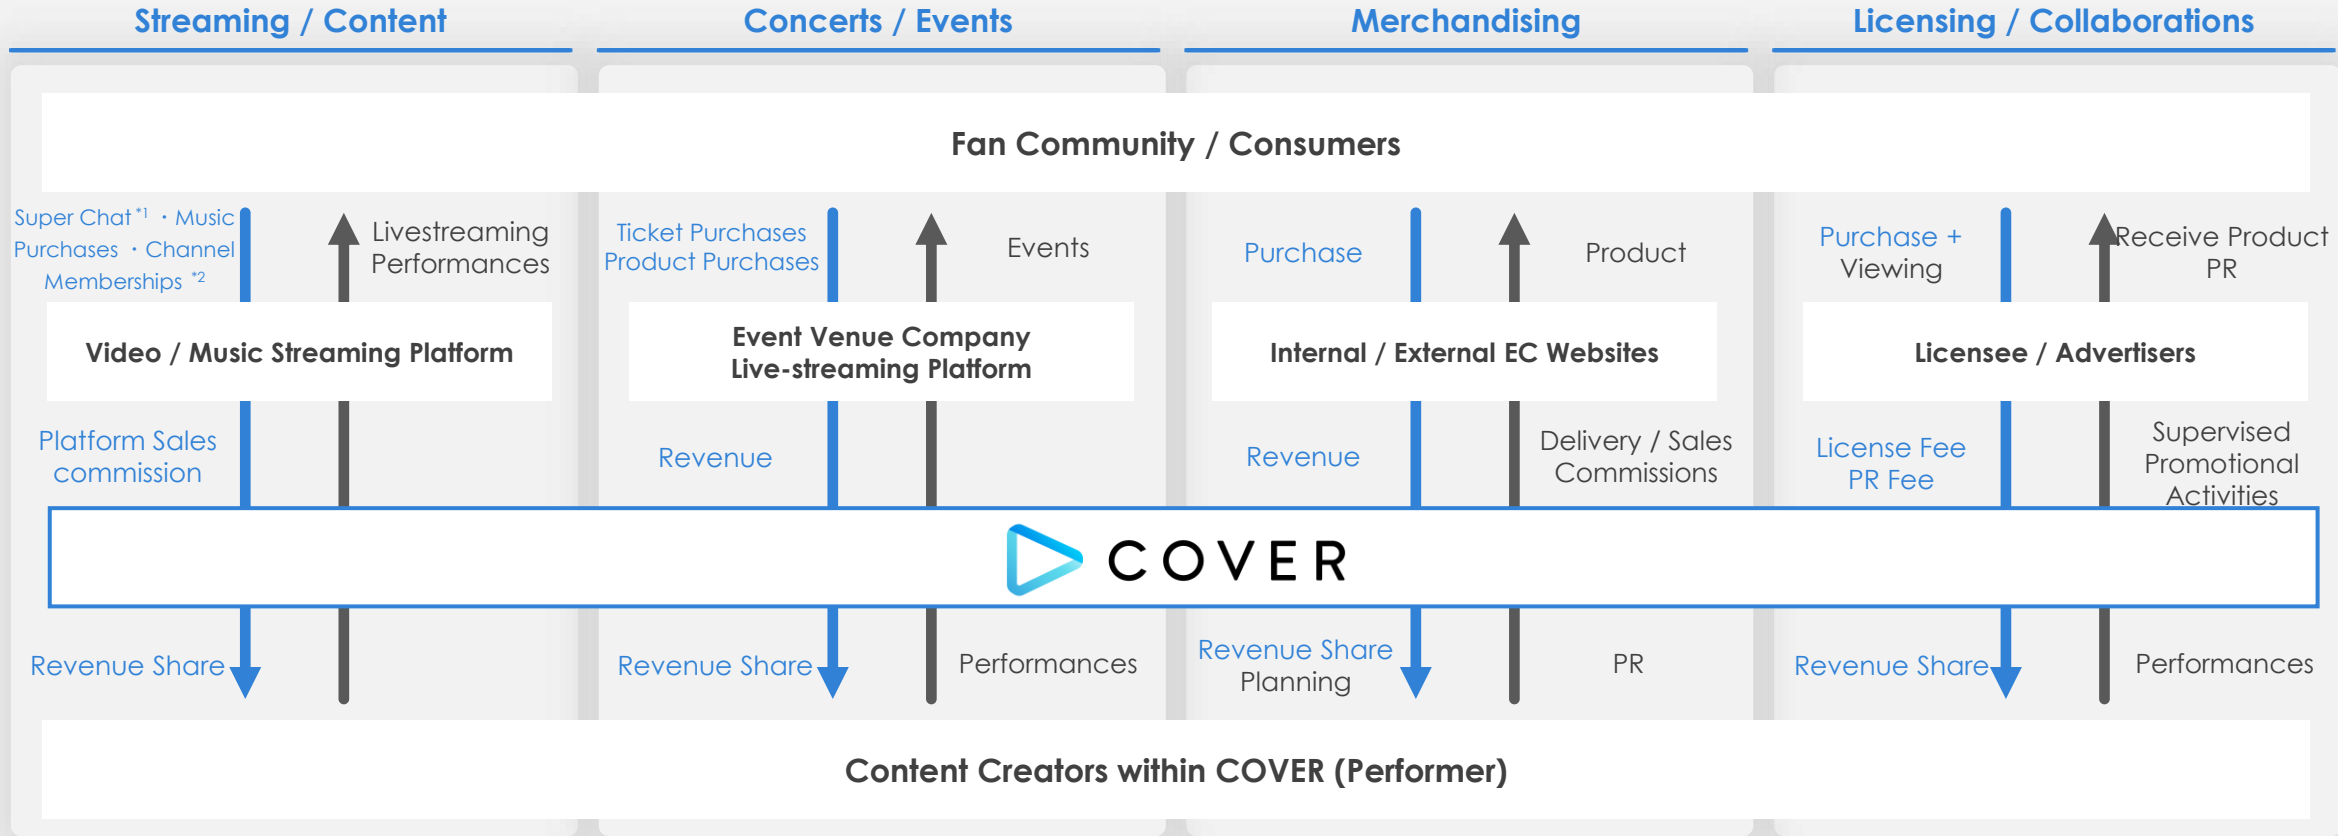 Streaming / Content
Concerts / Events
Merchandising
Licensing / Collaborations
Fan Community / Consumers
Super Chat *1 ・Music
Purchases ・Channel
Memberships *2
Livestreaming
Performances
Ticket Purchases
Product Purchases
Events
Purchase
Product
Purchase +
Viewing
Receive Product
PR
Video / Music Streaming Platform
Event Venue Company
Live-streaming Platform
Internal / External EC Websites
Licensee / Advertisers
Platform Sales
commission
Revenue
Revenue
Delivery / Sales
Commissions
License Fee
PR Fee
Supervised
Promotional
Activities
COVER
Revenue Share
Revenue Share
Performances
Revenue Share
Planning
PR
Revenue Share
Performances
Content Creators within COVER (Performer)